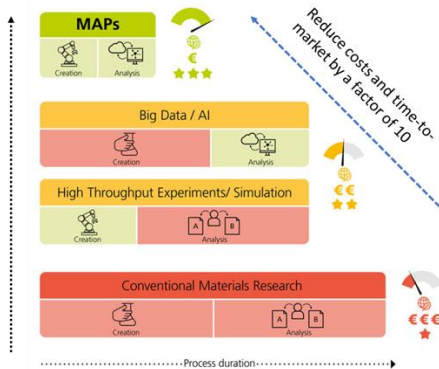 MAPs
Creation
Analysis
€
Reduce costs and time-to-
market by a factor of 10
Big Data / AI
Creation
Analysis
€€
High Throughput Experiments/ Simulation
Creation
A
B
Analysis
Conventional Materials Research
€€€
Creation
A
B
Analysis
Process duration